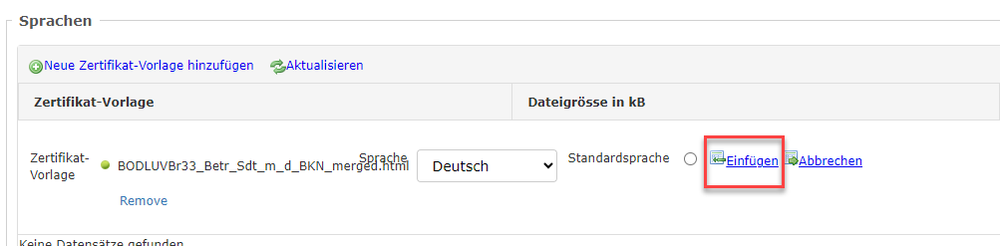 Sprachen
Neue Zertifikat-Vorlage hinzufügen Aktualisieren
Zertifikat-Vorlage Dateigrösse in kB
Zertifikat-
Vorlage
BODLUVBr33_Betr_Sdt_m_d_BKN_merged.html
Sprache Deutsch Standardsprache Einfügen Abbrechen
Remove
Keine Datensätze gefunden